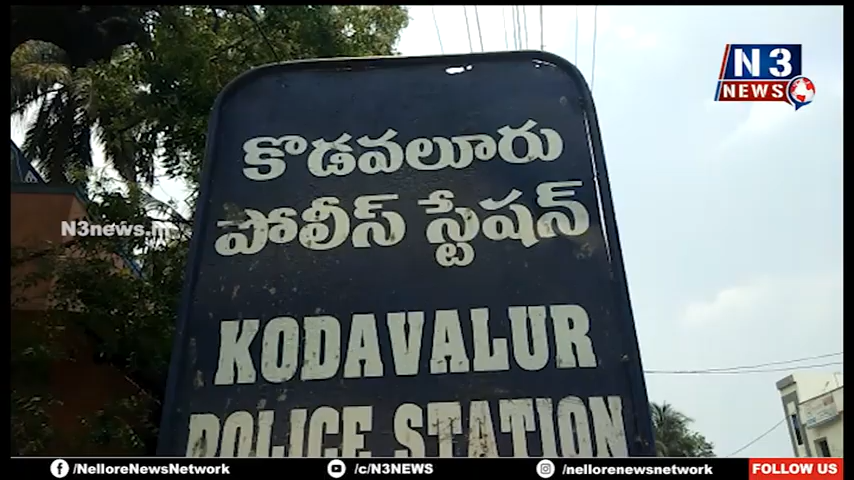 N3
NEWS
కొడవలూరు
పోలీస్ స్టేషన్
N3news.in
KODAVALUR
POLICE STATION
/NelloreNewsNetwork
/c/N3NEWS
/nellorenewsnetwork
FOLLOW US